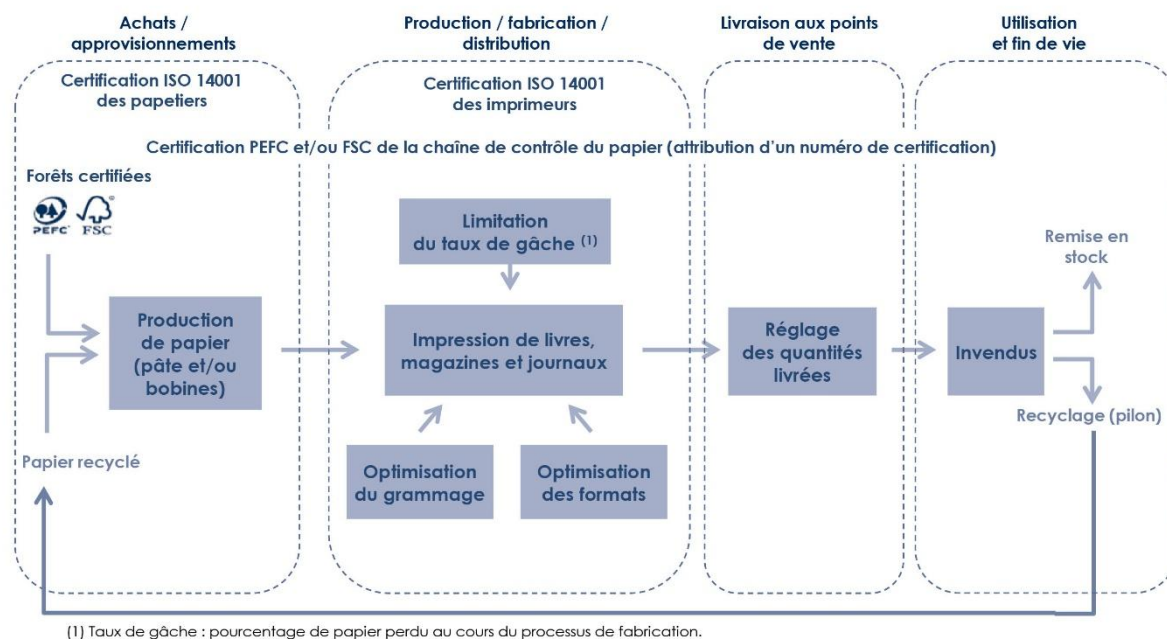 Achats /
approvisionnements
Production / fabrication /
distribution
Livraison aux points
de vente
Utilisation
et fin de vie
Certification ISO 14001
des papetiers
Certification ISO 14001
des imprimeurs
Certification PEFC et/ou FSC de la chaîne de contrôle du papier (attribution d'un numéro de certification)
Forêts certifiées
PEFC
FSC
Limitation
du taux de gâche (1)
Remise en
stock
Production
de papier
(pâte et/ou
bobines)
Impression de livres,
magazines et journaux
Réglage
des quantités
livrées
Invendus
Recyclage (pilon)
Papier recyclé
Optimisation
du grammage
Optimisation
des formats
(1) Taux de gâche : pourcentage de papier perdu au cours du processus de fabrication.